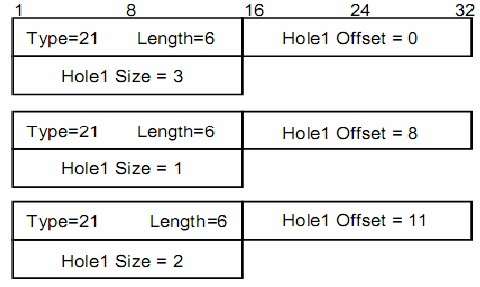 1 8 16 24 32
Type=21 Length=6 Hole1 Offset = 0
Hole1 Size = 3
Type=21 Length=6 Hole1 Offset = 8
Hole1 Size = 1
Type=21 Length=6 Hole1 Offset = 11
Hole1 Size = 2